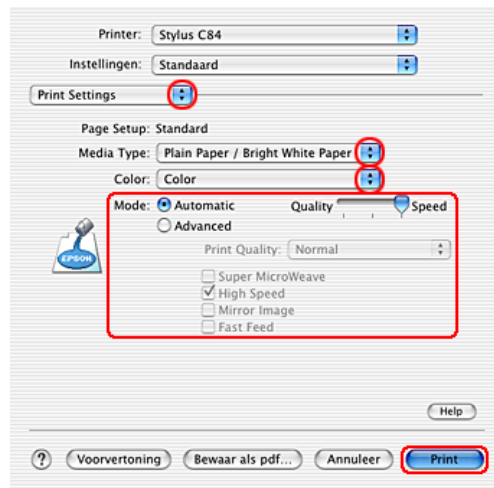 Printer: Stylus C84
Instellingen: Standaard
Print Settings
Page Setup: Standard
Media Type: Plain Paper / Bright White Paper
Color: Color
Mode: Automatic Quality Speed
Advanced
Print Quality: Normal
Super MicroWeave
High Speed
Mirror Image
Fast Feed
EPSON
Help
? Voorvertoning Bewaar als pdf... Annuleer Print